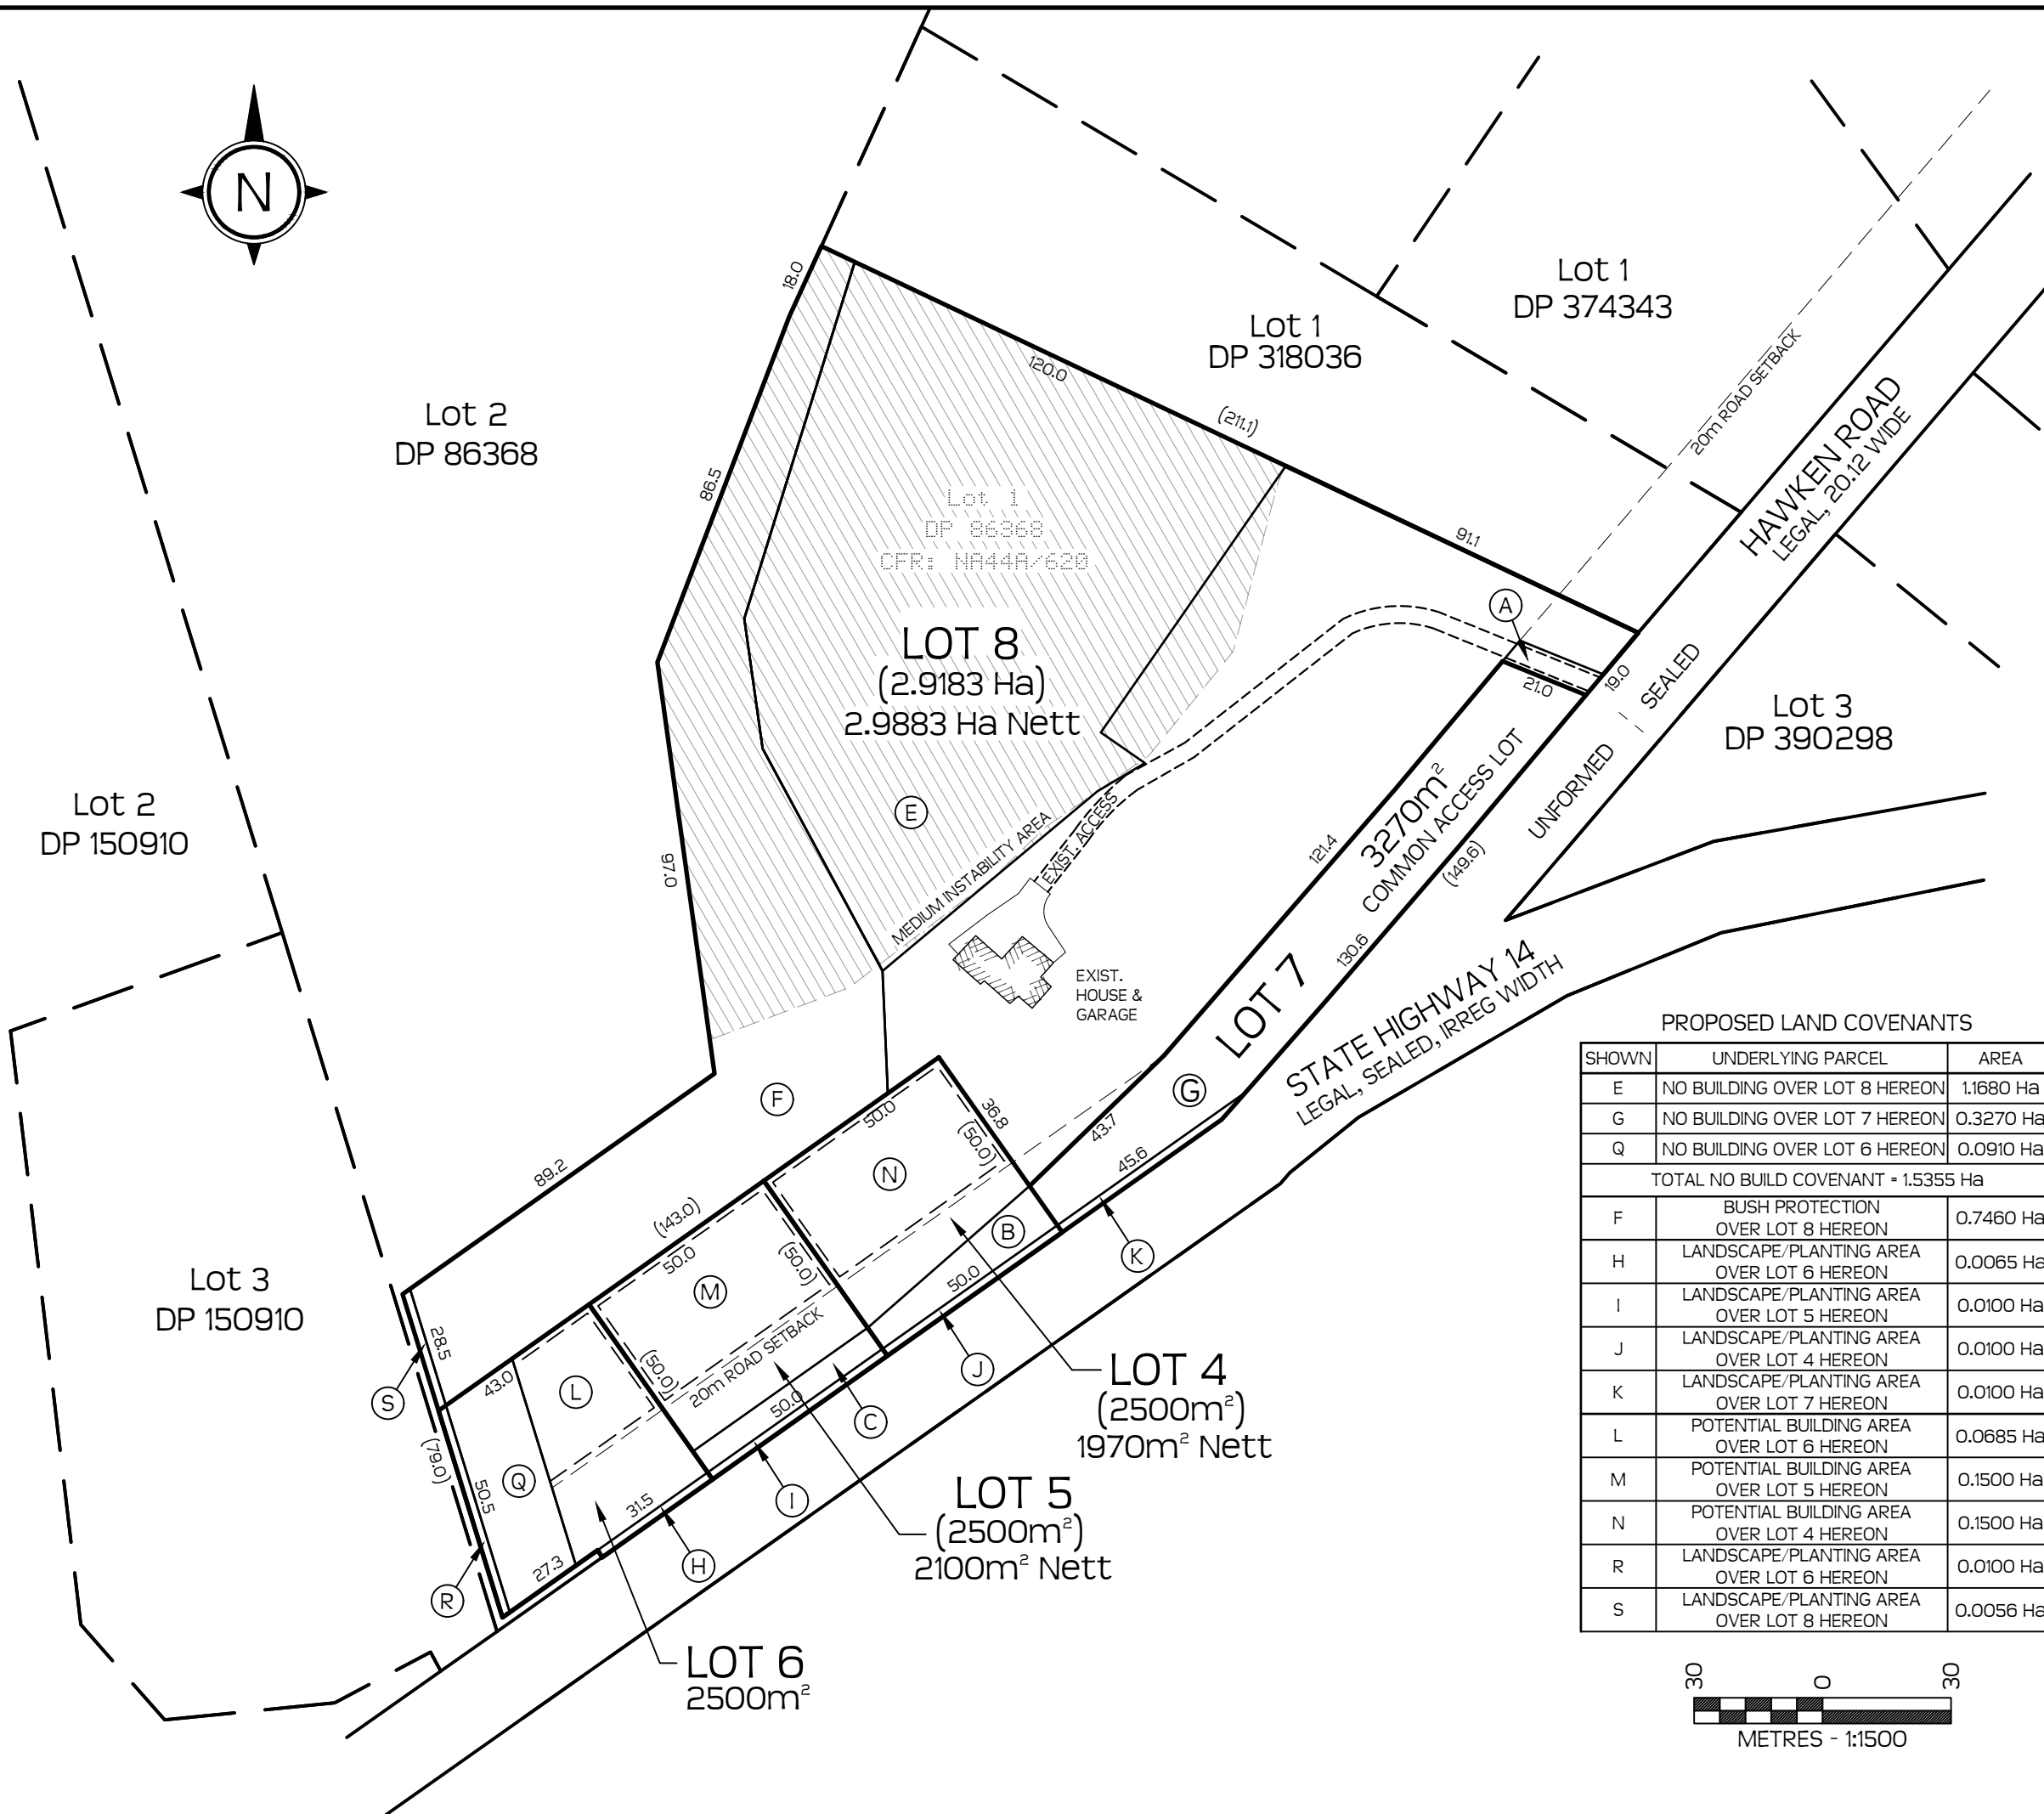 N
18.0
120.0
(211.1)
Lot 1
DP 318036
Lot 1
DP 374343
20m ROAD SETBACK
HAWKEN ROAD
LEGAL, 20.12 WIDE
Lot 2
DP 86368
86.5
Lot 1
DP 86368
CFR: NA44A/620
91.1
A
LOT 8
(2.9183 Ha)
2.9883 Ha Nett
21.0
19.0
SEALED
UNFORMED
Lot 3
DP 390298
Lot 2
DP 150910
97.0
E
MEDIUM INSTABILITY AREA
EXIST. ACCESS
121.4
3270m²
COMMON ACCESS LOT
(149.6)
130.6
EXIST.
HOUSE &
GARAGE
LOT 7
STATE HIGHWAY 14
LEGAL, SEALED, IRREG WIDTH
F
G
50.0
36.8
(50.0)
43.7
45.6
89.2
N
(143.0)
50.0
(50.0)
M
B
K
50.0
Lot 3
DP 150910
28.5
S
43.0
L
(50.0)
20m ROAD SETBACK
50.0
C
J
LOT 4
(2500m²)
1970m² Nett
(79.0)
50.5
Q
31.5
I
LOT 5
(2500m²)
2100m² Nett
27.3
H
R
LOT 6
2500m²
PROPOSED LAND COVENANTS
SHOWN UNDERLYING PARCEL AREA
E NO BUILDING OVER LOT 8 HEREON 1.1680 Ha
G NO BUILDING OVER LOT 7 HEREON 0.3270 Ha
Q NO BUILDING OVER LOT 6 HEREON 0.0910 Ha
TOTAL NO BUILD COVENANT = 1.5355 Ha
F BUSH PROTECTION
OVER LOT 8 HEREON 0.7460 Ha
H LANDSCAPE/PLANTING AREA
OVER LOT 6 HEREON 0.0065 Ha
I LANDSCAPE/PLANTING AREA
OVER LOT 5 HEREON 0.0100 Ha
J LANDSCAPE/PLANTING AREA
OVER LOT 4 HEREON 0.0100 Ha
K LANDSCAPE/PLANTING AREA
OVER LOT 7 HEREON 0.0100 Ha
L POTENTIAL BUILDING AREA
OVER LOT 6 HEREON 0.0685 Ha
M POTENTIAL BUILDING AREA
OVER LOT 5 HEREON 0.1500 Ha
N POTENTIAL BUILDING AREA
OVER LOT 4 HEREON 0.1500 Ha
R LANDSCAPE/PLANTING AREA
OVER LOT 6 HEREON 0.0100 Ha
S LANDSCAPE/PLANTING AREA
OVER LOT 8 HEREON 0.0056 Ha
30 0 30
METRES - 1:1500